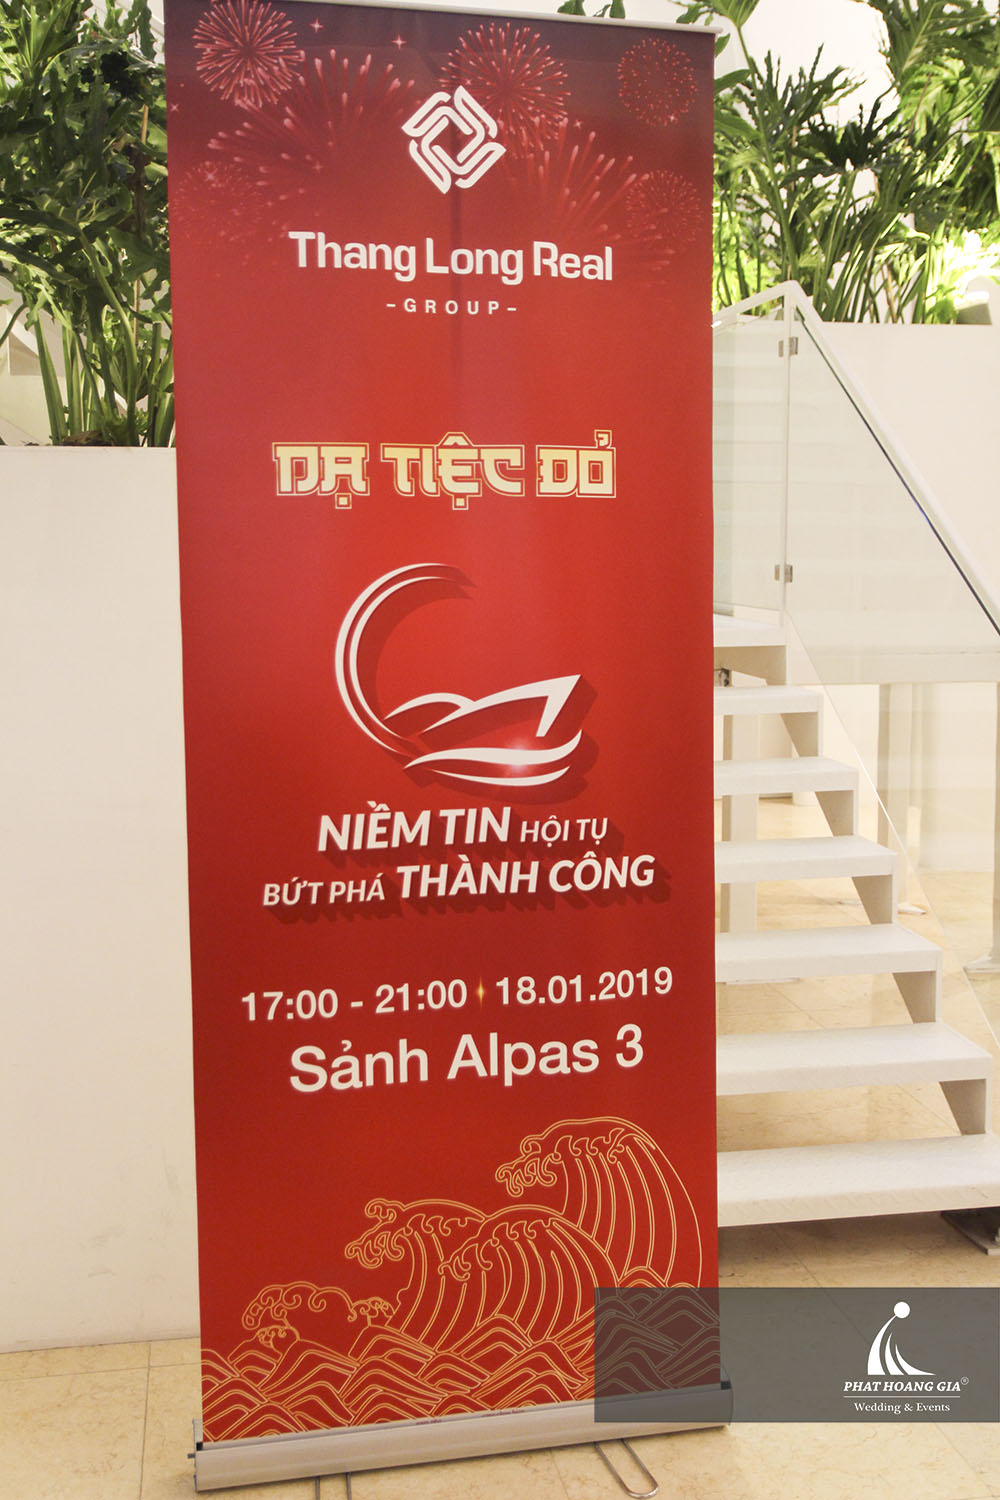 Thang Long Real
-GROUP-
DẠ TIỆC ĐỎ
NIỀM TIN HỘI TỤ
BỨT PHÁ THÀNH CÔNG
17:00 - 21:00 18.01.2019
Sảnh Alpas 3
PHAT HOANG GIA®
Wedding & Events